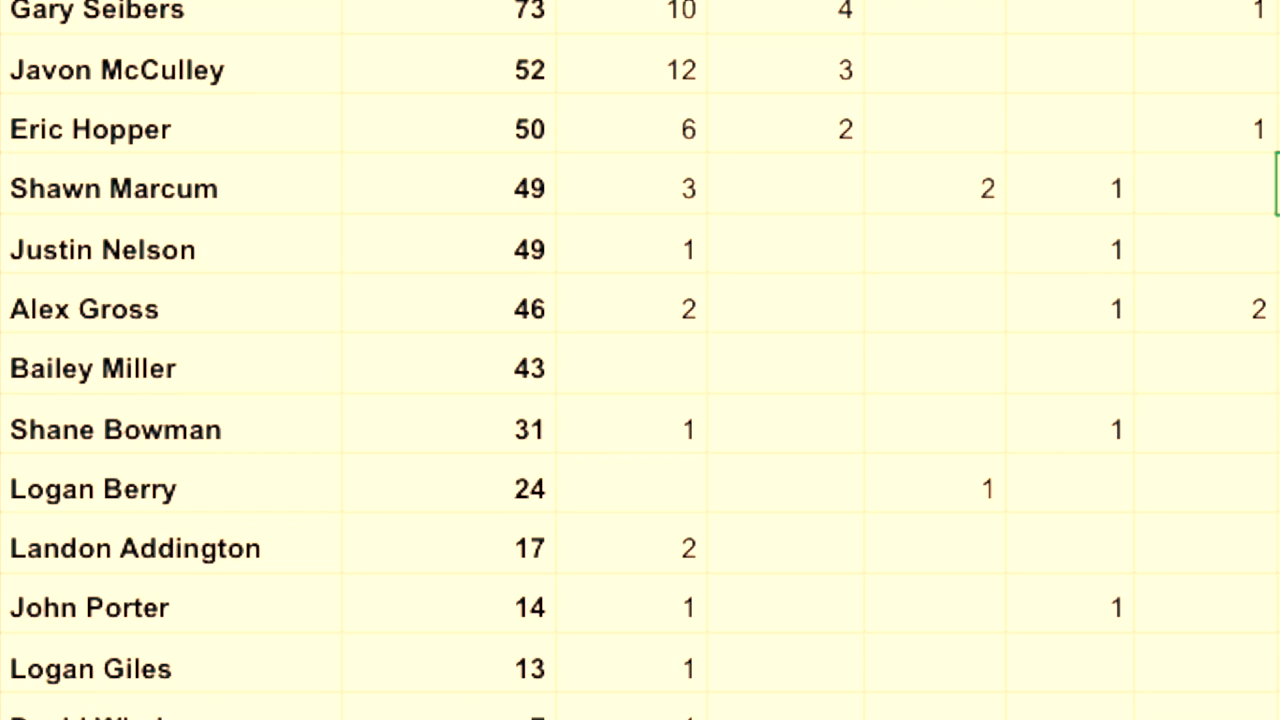 Gary Seibers 73 10 4 1
Javon McCulley 52 12 3
Eric Hopper 50 6 2 1
Shawn Marcum 49 3 2 1
Justin Nelson 49 1 1
Alex Gross 46 2 1 2
Bailey Miller 43
Shane Bowman 31 1 1
Logan Berry 24 1
Landon Addington 17 2
John Porter 14 1 1
Logan Giles 13 1